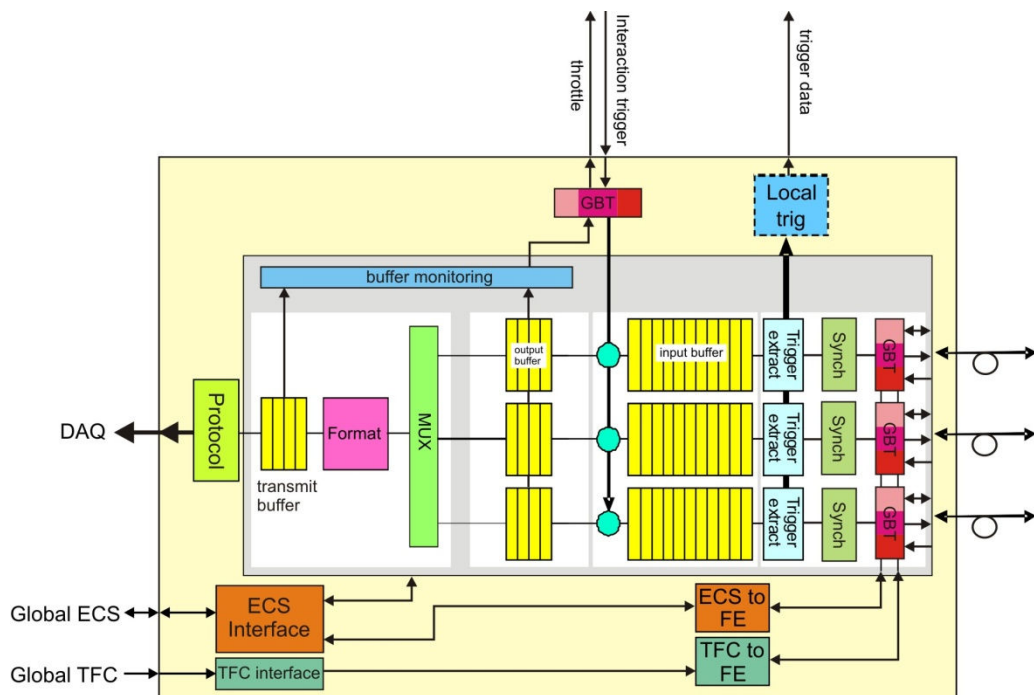 throttle
Interaction trigger
trigger data
GBT
Local
trig
buffer monitoring
output
buffer
input buffer
Trigger
extract
Synch
GBT
Protocol
DAQ
Format
MUX
transmit
buffer
Trigger
extract
Synch
GBT
Trigger
extract
Synch
GBT
Global ECS
ECS
Interface
ECS to
FE
Global TFC
TFC interface
TFC to
FE